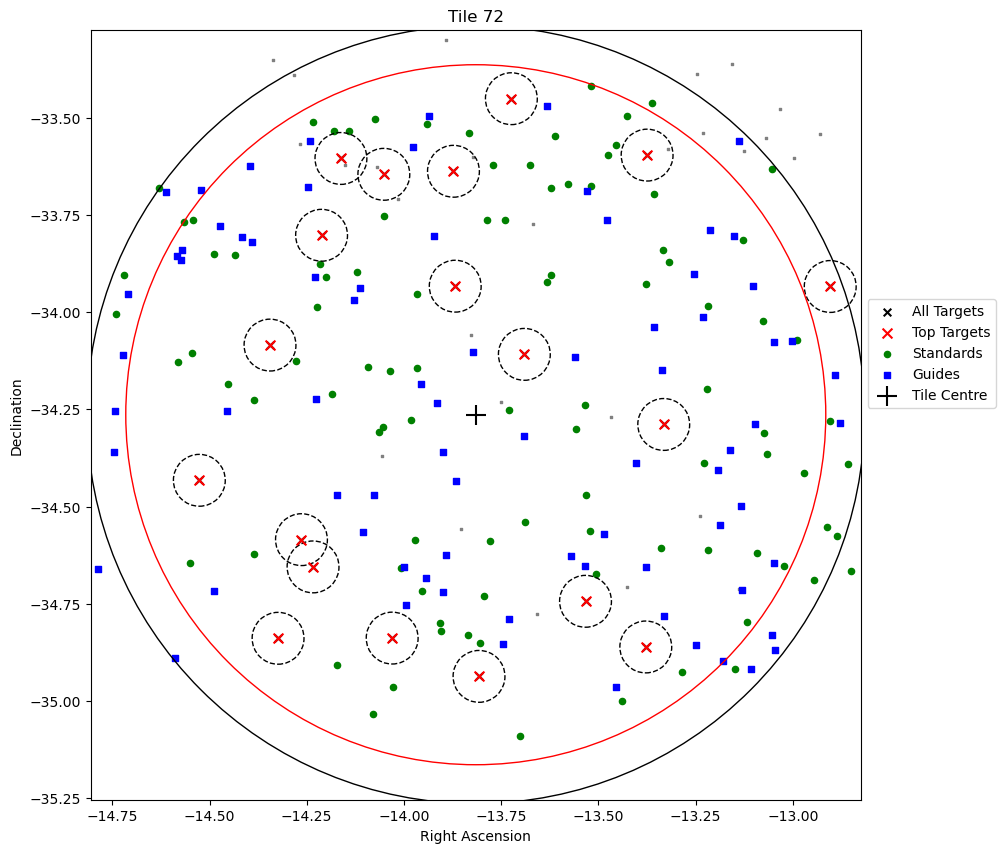 Tile 72
−33.50
−33.75
−34.00
−34.25
−34.50
−34.75
−35.00
−35.25
Declination
−14.75
−14.50
−14.25
−14.00
−13.75
−13.50
−13.25
−13.00
Right Ascension
All Targets
Top Targets
Standards
Guides
Tile Centre